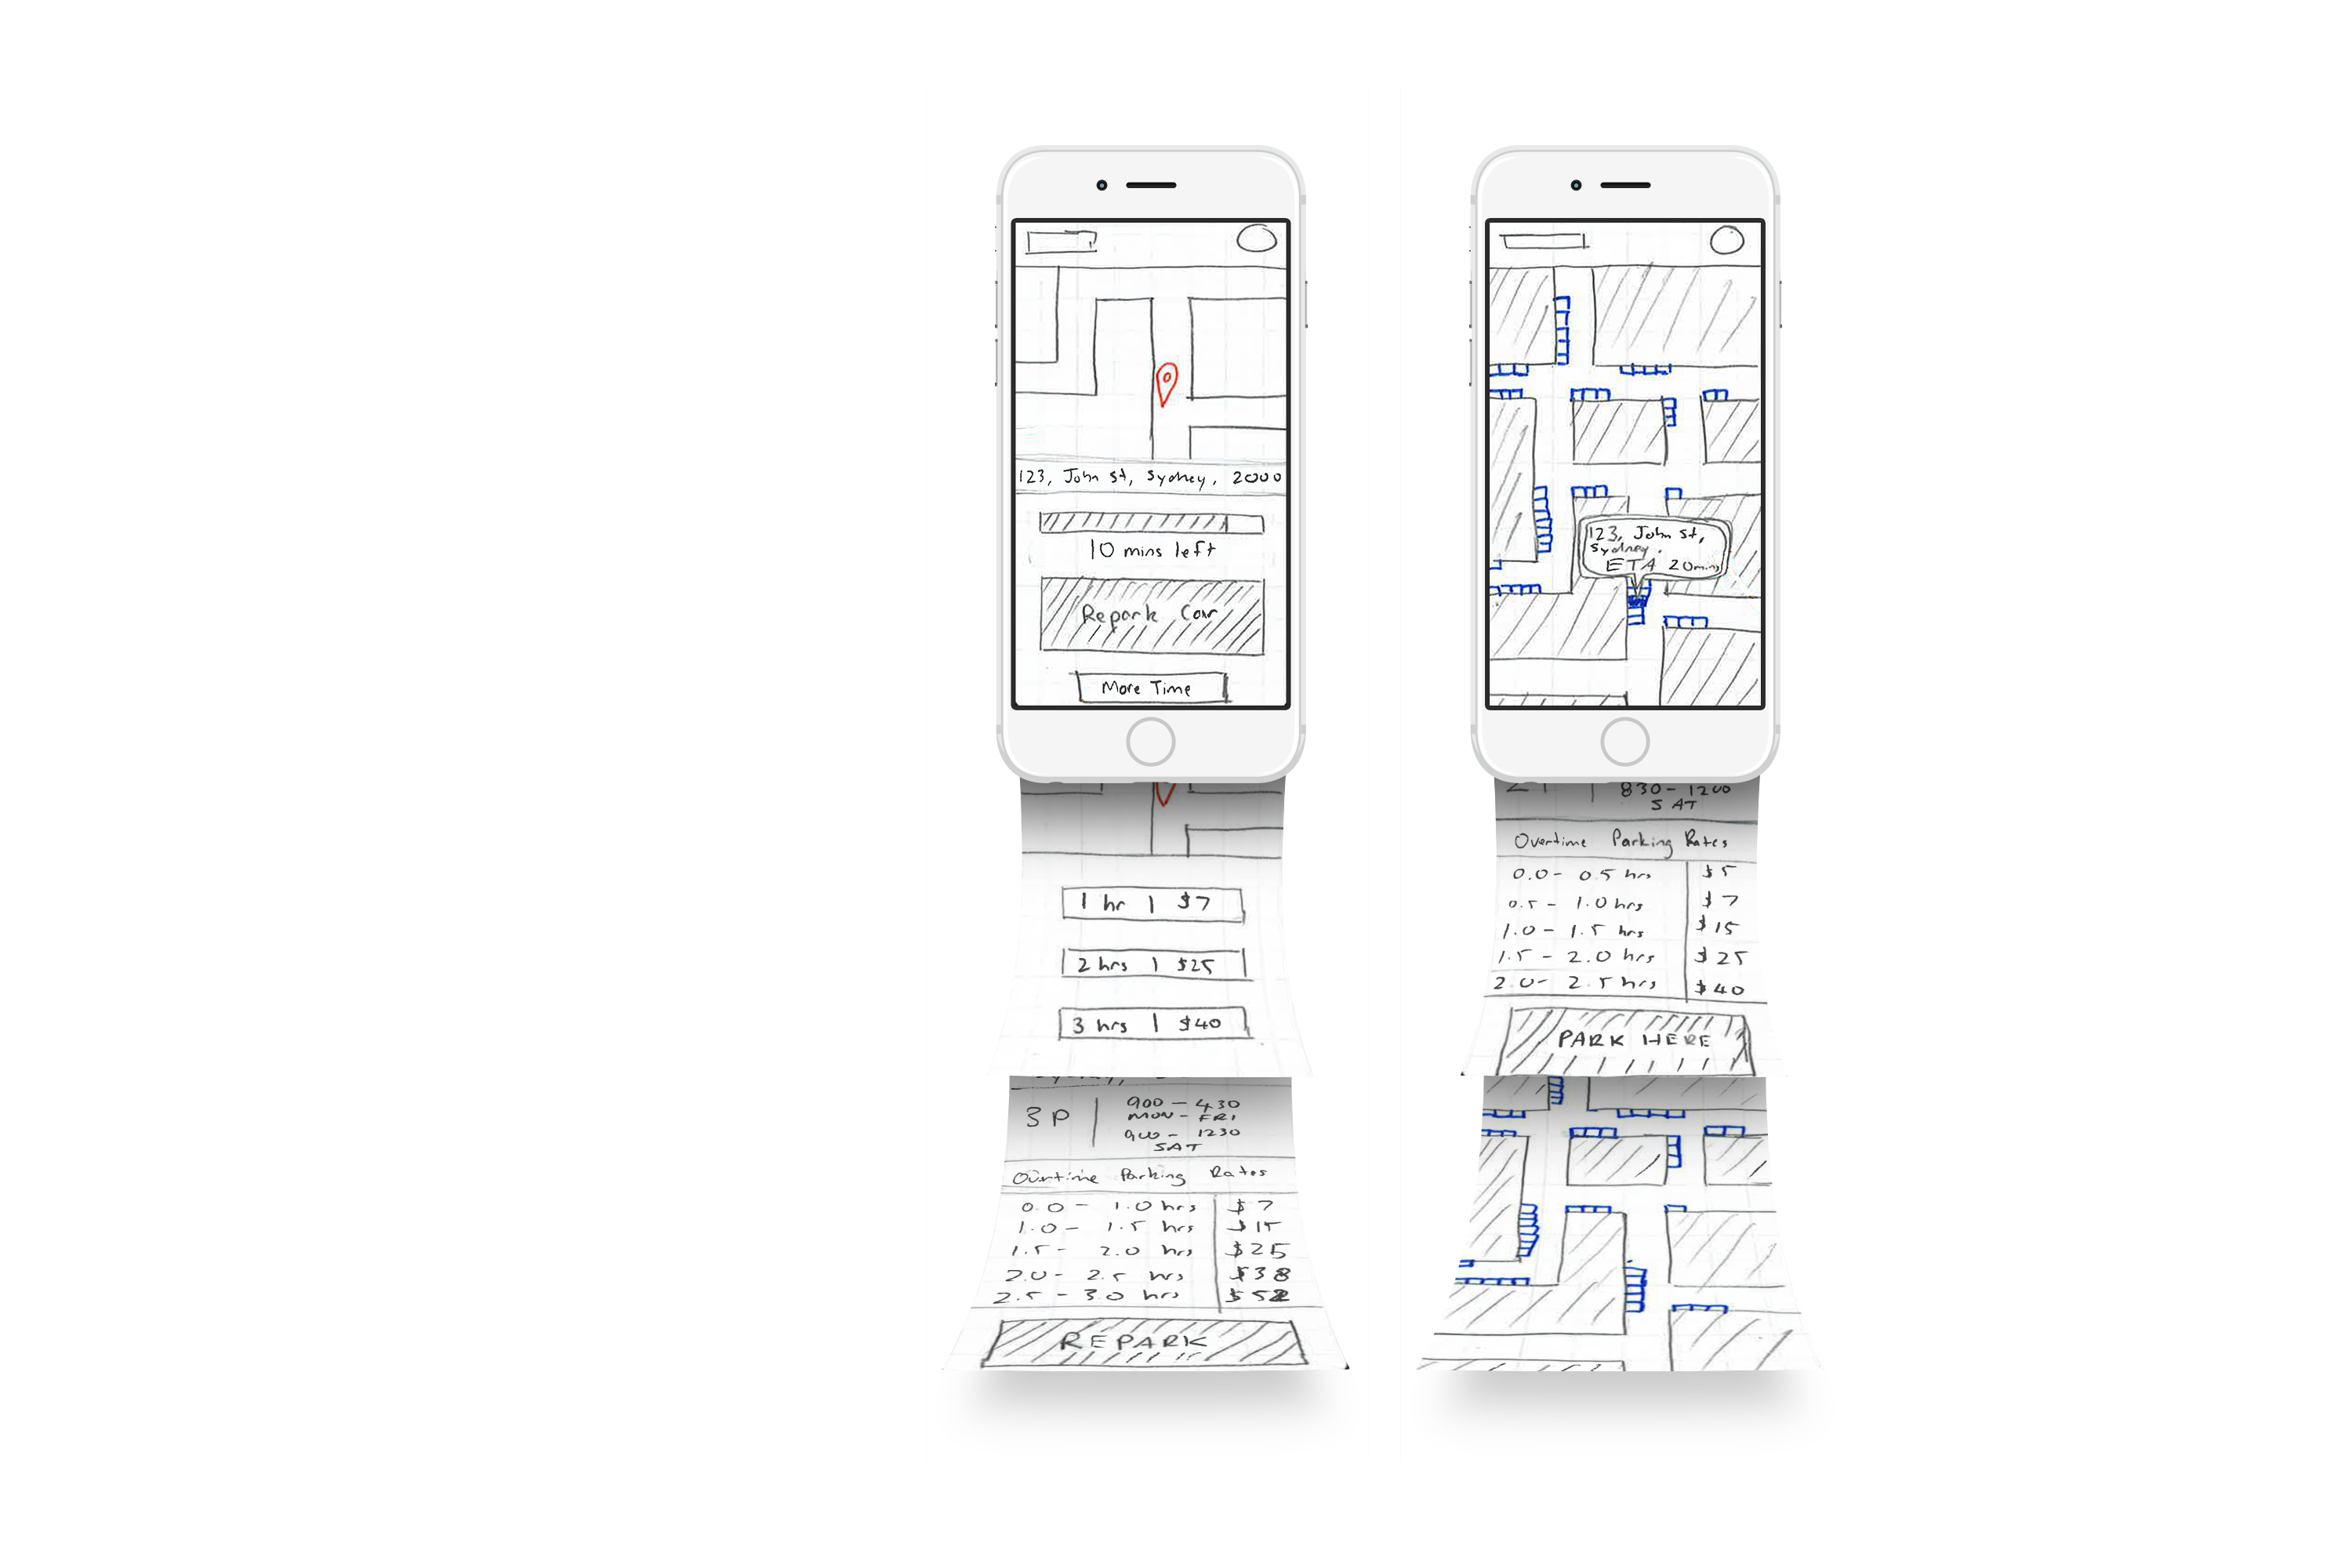 123, John st, Sydney, 2000
10 mins left
Repark Car
More Time
1 hr | $7
2 hrs | $25
3 hrs | $40
3P | 900 - 430
MON - FRI
900 - 1230
SAT
Overtime Parking Rates
0.0 - 1.0 hrs $7
1.0 - 1.5 hrs $15
1.5 - 2.0 hrs $25
2.0 - 2.5 hrs $38
2.5 - 3.0 hrs $52
REPARK
123, John st,
Sydney.
ETA 20mins
830 - 1200
SAT
Overtime Parking Rates
0.0 - 0.5 hrs $5
0.5 - 1.0 hrs $7
1.0 - 1.5 hrs $15
1.5 - 2.0 hrs $25
2.0 - 2.5 hrs $40
PARK HERE